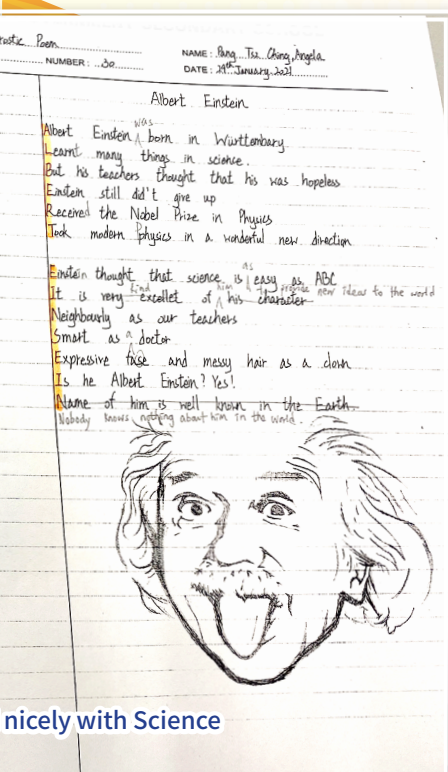 rostic Poem
NAME: Pang Tsz Ching, Angela
NUMBER: 30
DATE: 29th January 2021
Albert Einstein
Albert Einstein was born in Württenbary
Learnt many things in science.
But his teachers thought that his was hopeless
Einstein still did't give up
Received the Nobel Prize in Physics
Took modern physics in a wonderful new direction
Einstein thought that science is as easy as ABC
It is very kind excellet of him his character to provide new ideas to the world
Neighbourly as our teachers
Smart as a doctor
Expressive face and messy hair as a clown
Is he Albert Einstein? Yes!
Name of him is well known in the Earth.
Nobody knows nothing about him in the world.
nicely with Science